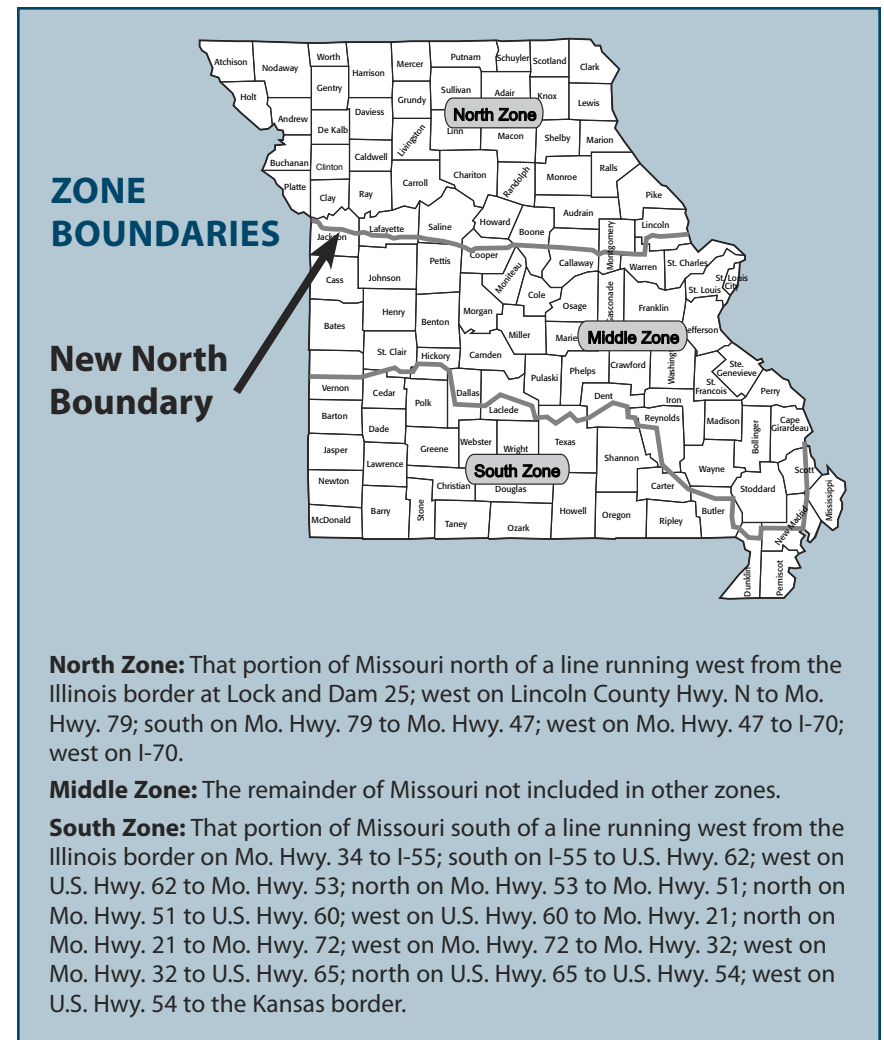 Atchison
Nodaway
Worth
Harrison
Mercer
Putnam
Schuyler
Scotland
Clark
Holt
Gentry
Sullivan
Adair
Knox
Lewis
Andrew
De Kalb
Daviess
Grundy
North Zone
Livingston
Linn
Macon
Shelby
Marion
Buchanan
Clinton
Caldwell
Chariton
Randolph
Monroe
Ralls
Platte
Clay
Ray
Carroll
Pike
ZONE
BOUNDARIES
Jackson
Lafayette
Saline
Howard
Boone
Audrain
Montgomery
Lincoln
Cass
Johnson
Pettis
Cooper
Moniteau
Callaway
Warren
St. Charles
St. Louis
St. Louis
City
Cole
Osage
Gasconade
Franklin
Bates
Henry
Benton
Morgan
Miller
Marie
Middle Zone
efferson
New North
Boundary
St. Clair
Hickory
Camden
Pulaski
Phelps
Crawford
Washing
St.
Francois
Ste.
Genevieve
Perry
Vernon
Cedar
Polk
Dallas
Laclede
Dent
Iron
Reynolds
Madison
Bollinger
Cape
Girardeau
Barton
Dade
Greene
Webster
Wright
Texas
Shannon
Wayne
Jasper
Lawrence
South Zone
Carter
Stoddard
Scott
Mississippi
Newton
Christian
Douglas
McDonald
Barry
Stone
Taney
Ozark
Howell
Oregon
Ripley
Butler
New Madrid
Dunklin
Pemiscot
North Zone: That portion of Missouri north of a line running west from the
Illinois border at Lock and Dam 25; west on Lincoln County Hwy. N to Mo.
Hwy. 79; south on Mo. Hwy. 79 to Mo. Hwy. 47; west on Mo. Hwy. 47 to I-70;
west on I-70.
Middle Zone: The remainder of Missouri not included in other zones.
South Zone: That portion of Missouri south of a line running west from the
Illinois border on Mo. Hwy. 34 to I-55; south on I-55 to U.S. Hwy. 62; west on
U.S. Hwy. 62 to Mo. Hwy. 53; north on Mo. Hwy. 53 to Mo. Hwy. 51; north on
Mo. Hwy. 51 to U.S. Hwy. 60; west on U.S. Hwy. 60 to Mo. Hwy. 21; north on
Mo. Hwy. 21 to Mo. Hwy. 72; west on Mo. Hwy. 72 to Mo. Hwy. 32; west on
Mo. Hwy. 32 to U.S. Hwy. 65; north on U.S. Hwy. 65 to U.S. Hwy. 54; west on
U.S. Hwy. 54 to the Kansas border.